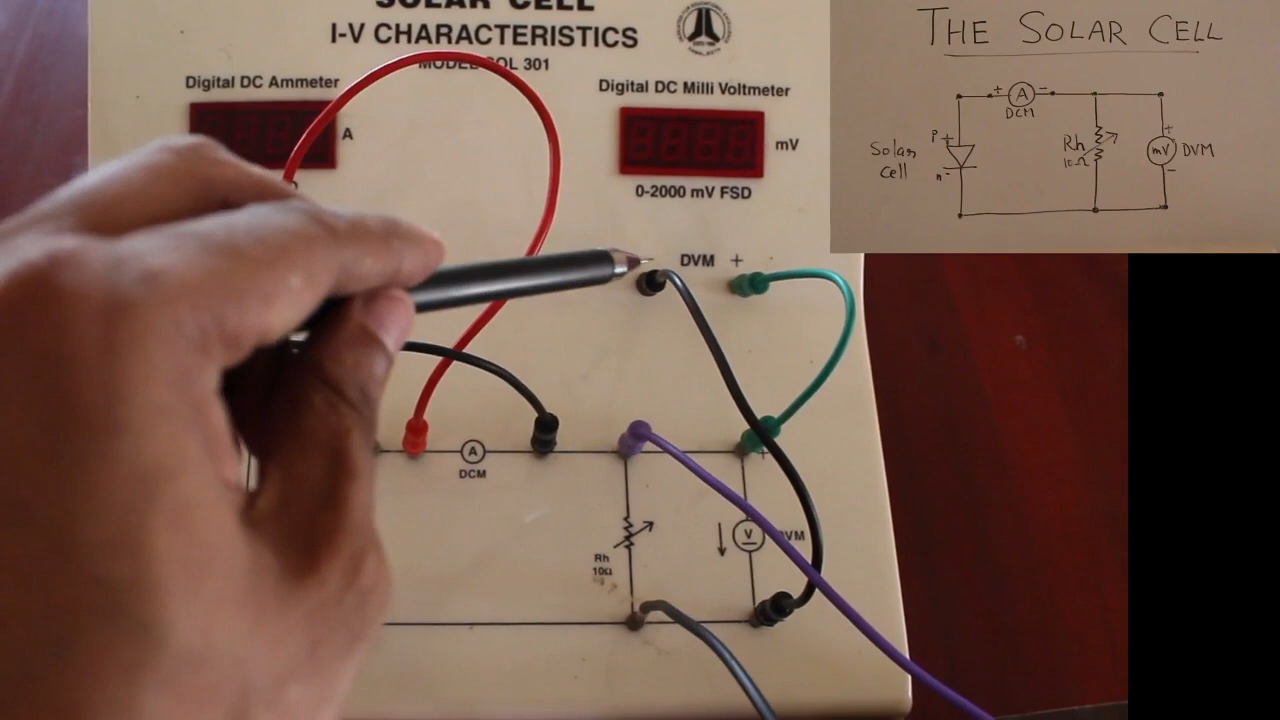 SOLAR CELL
I-V CHARACTERISTICS
Digital DC Ammeter
A
Digital DC Milli Voltmeter
mV
0-2000 mV FSD
DVM +
A
DCM
+
Rh
10Ω
V
THE SOLAR CELL
+ A -
DCM
P +
Solar
cell
n -
Rh
10Ω
+
mV DVM
-